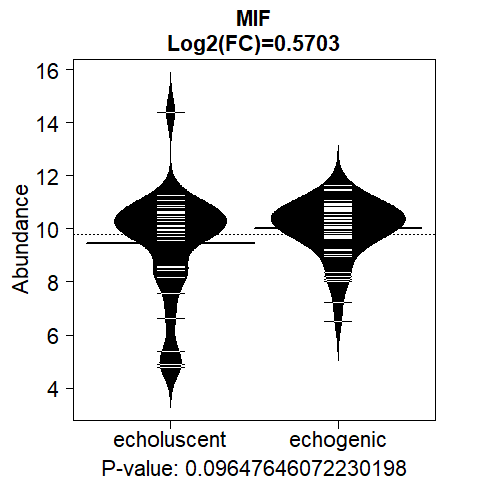 MIF
Log2(FC)=0.5703
16
14
12
10
8
6
4
Abundance
echoluscent echogenic
P-value: 0.09647646072230198